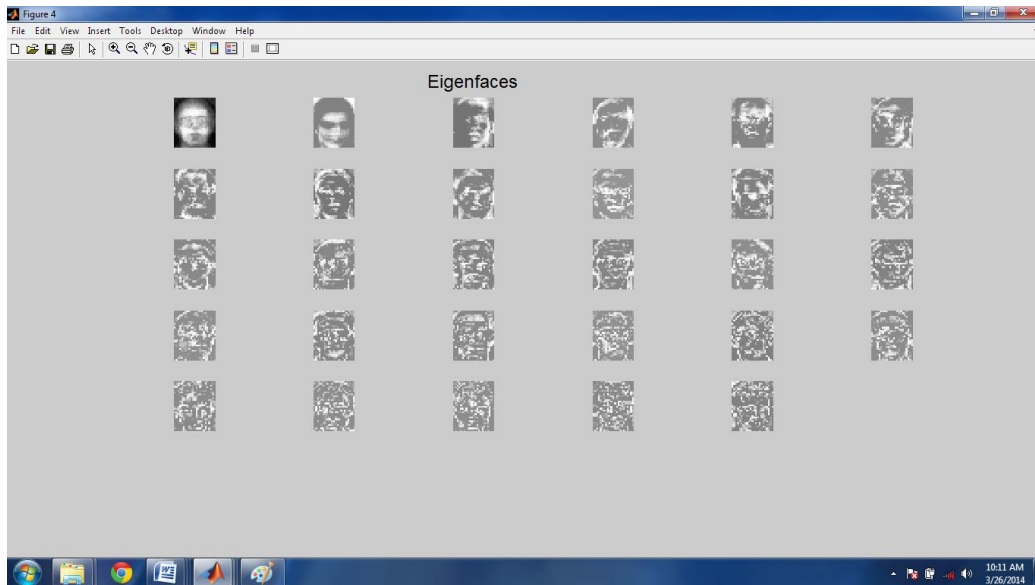 Figure 4
File Edit View Insert Tools Desktop Window Help
Eigenfaces
10:11 AM
3/26/2014